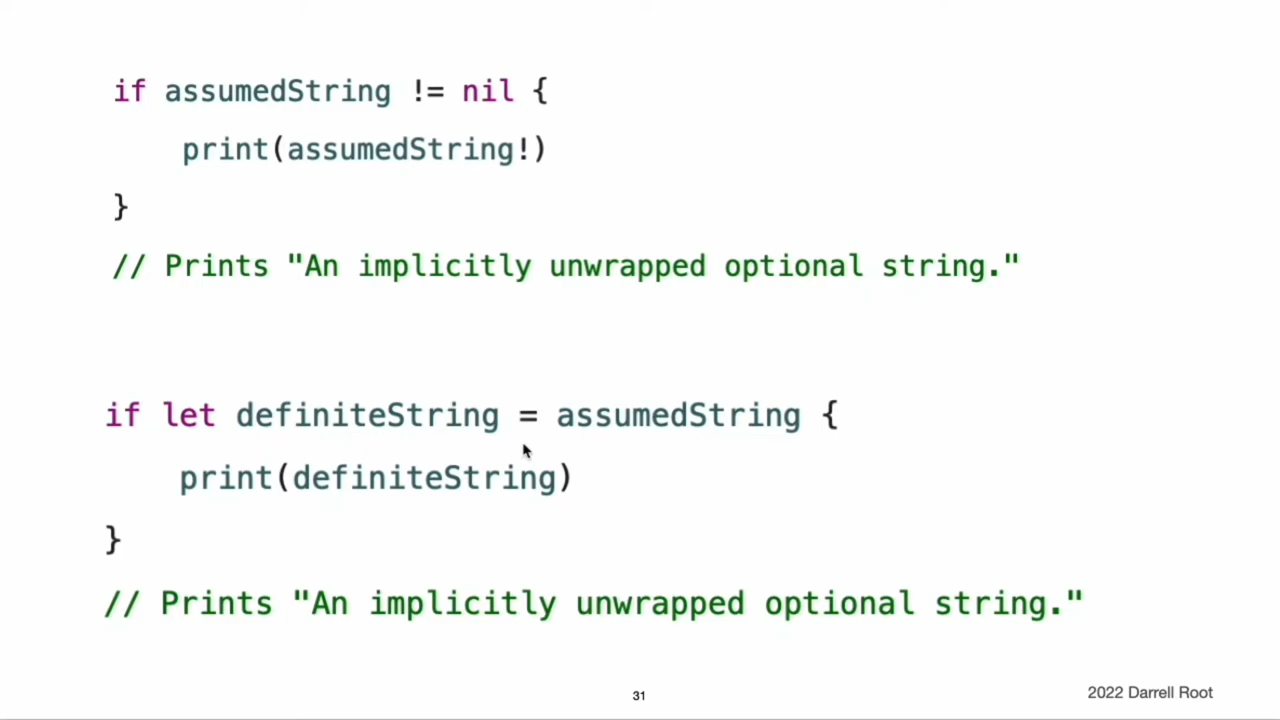 if assumedString != nil {
    print(assumedString!)
}
// Prints "An implicitly unwrapped optional string."
if let definiteString = assumedString {
    print(definiteString)
}
// Prints "An implicitly unwrapped optional string."
31
2022 Darrell Root